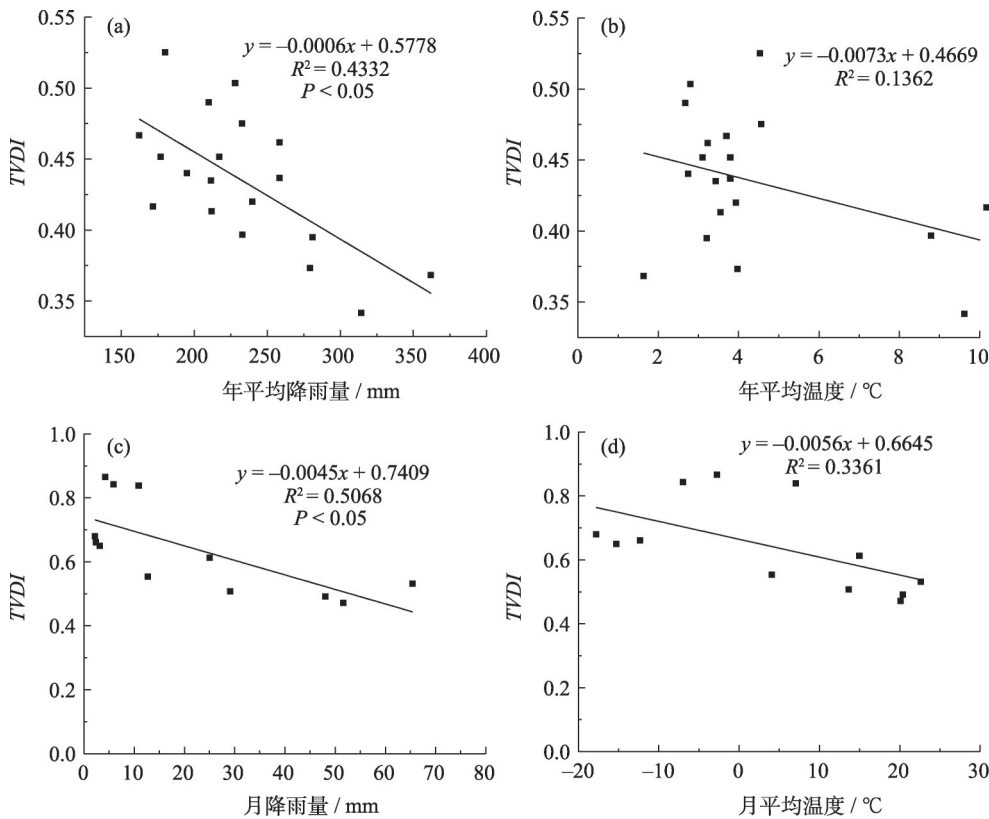 (a)
y = −0.0006x + 0.5778
R² = 0.4332
P < 0.05
0.55
0.50
0.45
0.40
0.35
TVDI
150 200 250 300 350 400
年平均降雨量 / mm
(b)
y = −0.0073x + 0.4669
R² = 0.1362
0.55
0.50
0.45
0.40
0.35
TVDI
0 2 4 6 8 10
年平均温度 / ℃
(c)
y = −0.0045x + 0.7409
R² = 0.5068
P < 0.05
1.0
0.8
0.6
0.4
0.2
0.0
TVDI
0 10 20 30 40 50 60 70 80
月降雨量 / mm
(d)
y = −0.0056x + 0.6645
R² = 0.3361
1.0
0.8
0.6
0.4
0.2
0.0
TVDI
−20 −10 0 10 20 30
月平均温度 / ℃